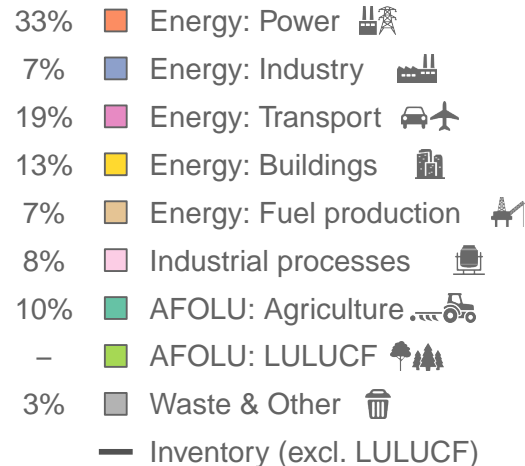 33% Energy: Power
7% Energy: Industry
19% Energy: Transport
13% Energy: Buildings
7% Energy: Fuel production
8% Industrial processes
10% AFOLU: Agriculture
– AFOLU: LULUCF
3% Waste & Other
Inventory (excl. LULUCF)